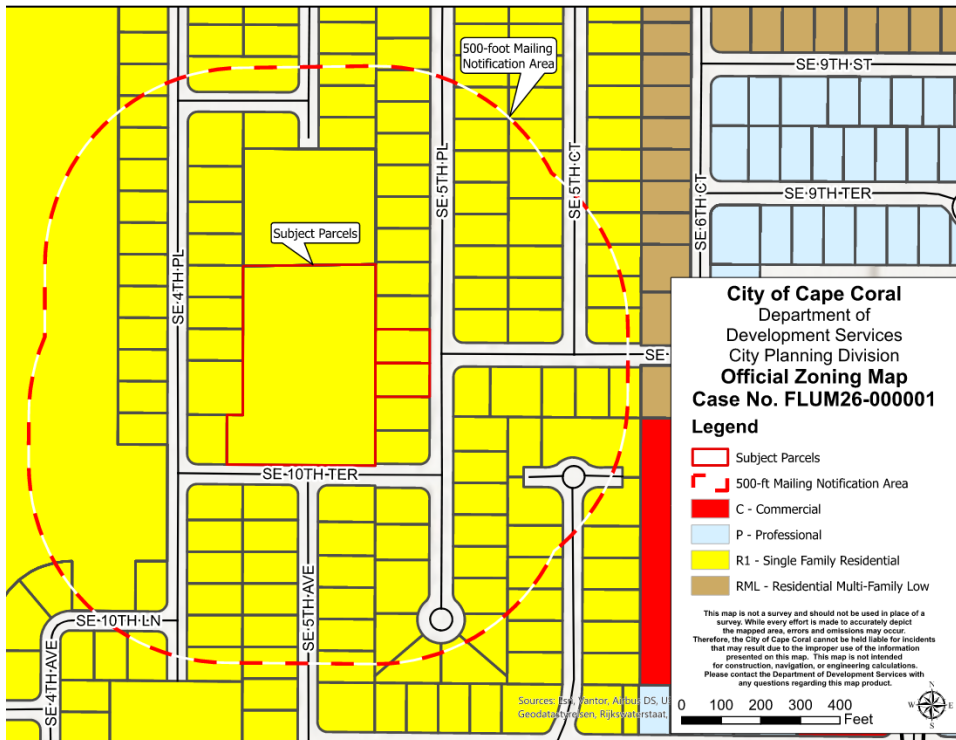 500-foot Mailing
Notification Area
SE 9TH ST
SE 9TH TER
SE 5TH PL
SE 5TH CT
SE 6TH CT
Subject Parcels
SE 4TH PL
SE
SE 10TH TER
SE 5TH AVE
SE 10TH LN
SE 4TH AVE
City of Cape Coral
Department of
Development Services
City Planning Division
Official Zoning Map
Case No. FLUM26-000001
Legend
Subject Parcels
500-ft Mailing Notification Area
C - Commercial
P - Professional
R1 - Single Family Residential
RML - Residential Multi-Family Low
This map is not a survey and should not be used in place of a
survey. While every effort is made to accurately depict
the mapped area, errors and omissions may occur.
Therefore, the City of Cape Coral cannot be held liable for incidents
that may result due to the improper use of the information
presented on this map. This map is not intended
for construction, navigation, or engineering calculations.
Please contact the Department of Development Services with
any questions regarding this map product.
N
W E
S
0 100 200 300 400
Feet
Sources: Esri, Vantor, Airbus DS, U
Geodatastyrelsen, Rijkswaterstaat,